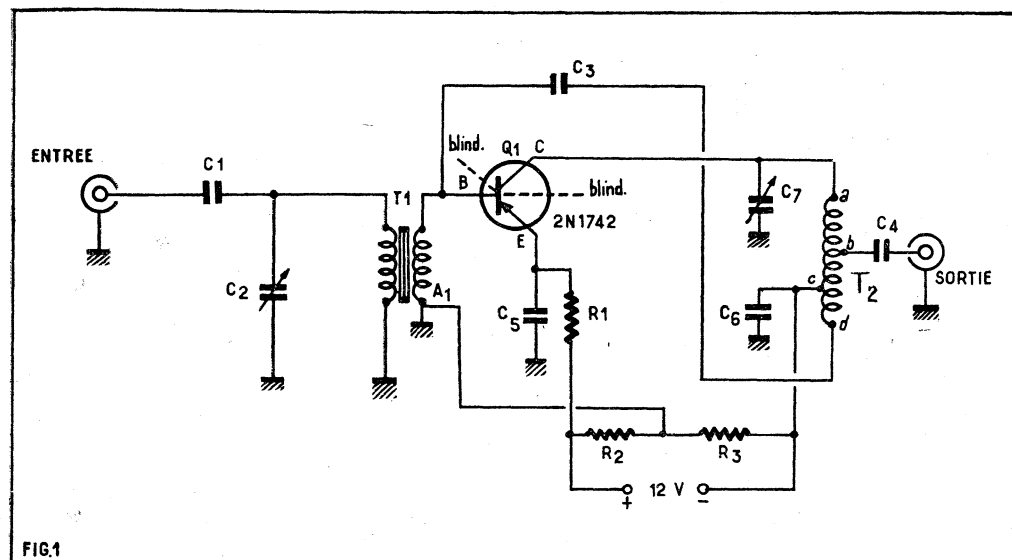 C3
blind.
Q1
C
ENTREE
C1
B
blind.
T1
C7
a
2N1742
C4
E
b
C2
A1
c
T2
SORTIE
C5
R1
C6
d
R2
R3
+ 12 V −
FIG.1